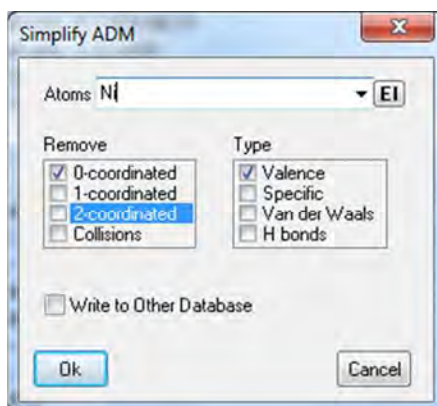 Simplify ADM
Atoms Ni EI
Remove Type
0-coordinated Valence
1-coordinated Specific
2-coordinated Van der Waals
Collisions H bonds
Write to Other Database
Ok Cancel